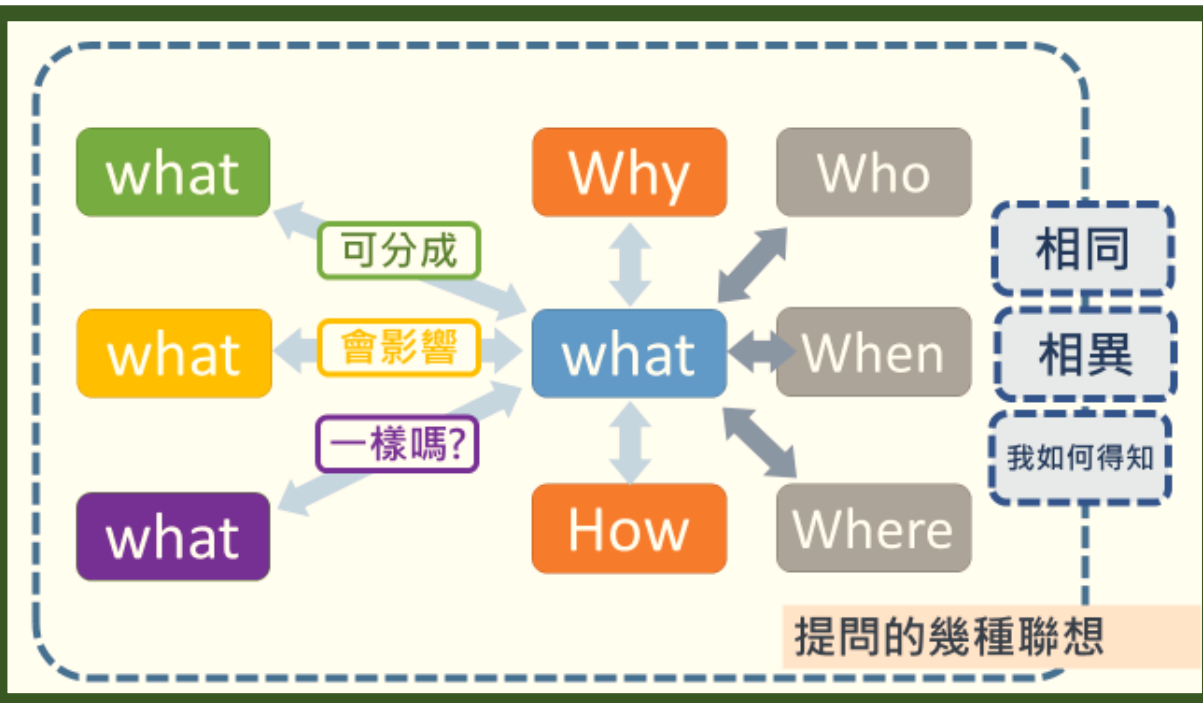 what
Why
Who
可分成
相同
what
會影響
what
When
相異
一樣嗎?
我如何得知
what
How
Where
提問的幾種聯想